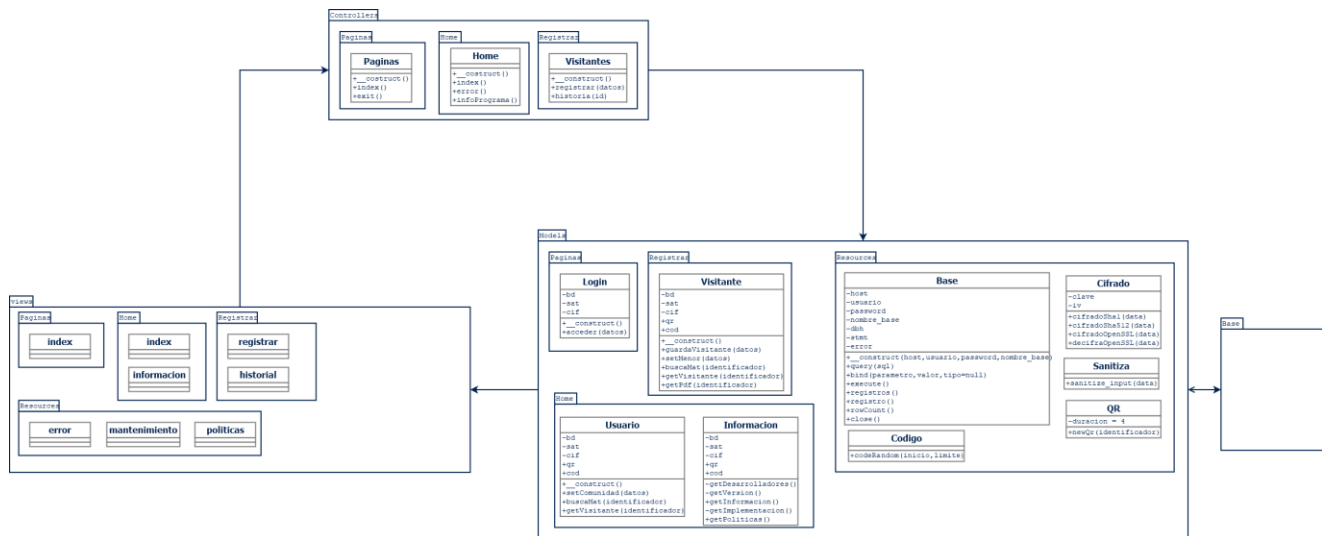 Controllers
Paginas
Paginas
+__costruct()
+index()
+exit()
Home
Home
+__costruct()
+index()
+error()
+infoPrograma()
Registrar
Visitantes
+__construct()
+registrar(datos)
+historia(id)
views
Paginas
index
Home
index
informacion
Registrar
registrar
historial
Resources
error
mantenimiento
politicas
Models
Paginas
Login
-bd
-sat
-cif
+__construct()
+acceder(datos)
Registrar
Visitante
-bd
-sat
-cif
+qr
+cod
+__construct()
+guardaVisitante(datos)
+setMenor(datos)
+buscaMat(identificador)
+getVisitante(identificador)
+getPdf(identificador)
Home
Usuario
-bd
-sat
-cif
+qr
+cod
+__construct()
+setComunidad(datos)
+buscaMat(identificador)
+getVisitante(identificador)
Informacion
-bd
-sat
-cif
+qr
+cod
-getDesarrolladores()
-getVersion()
+getInformacion()
-getImplementacion()
+getPoliticas()
Resources
Base
-host
-usuario
-password
-nombre_base
-dbh
-stmt
-error
+__construct(host,usuario,password,nombre_base)
+query(sql)
+bind(parametro,valor,tipo=null)
+execute()
+registros()
+registro()
+rowCount()
+close()
Codigo
+codeRandom(inicio,limite)
Cifrado
-clave
-iv
+cifradoSha1(data)
+cifradoSha512(data)
+cifradoOpenSSL(data)
+decifraOpenSSL(data)
Sanitiza
+sanitize_input(data)
QR
-duracion = 4
+newQr(identificador)
Base